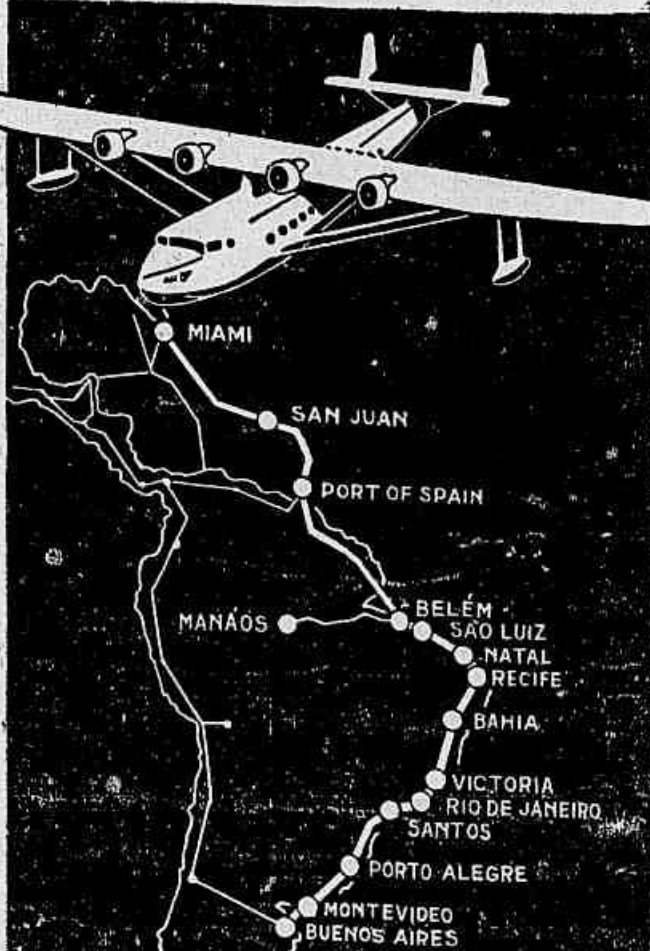 MIAMI
SAN JUAN
PORT OF SPAIN
BELÉM
MANÁOS
SÃO LUIZ
NATAL
RECIFE
BAHIA
VICTORIA
RIO DE JANEIRO
SANTOS
PORTO ALEGRE
MONTEVIDEO
BUENOS AIRES